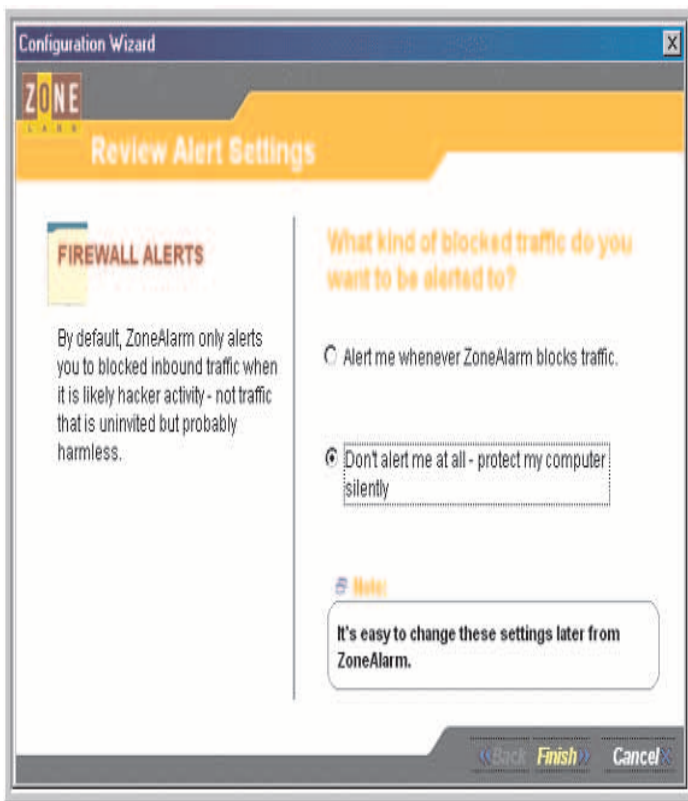 Configuration Wizard
ZONE
LABS
Review Alert Settings
FIREWALL ALERTS
By default, ZoneAlarm only alerts
you to blocked inbound traffic when
it is likely hacker activity - not traffic
that is uninvited but probably
harmless.
What kind of blocked traffic do you
want to be alerted to?
Alert me whenever ZoneAlarm blocks traffic.
Don't alert me at all - protect my computer
silently
Note:
It's easy to change these settings later from
ZoneAlarm.
Back Finish Cancel